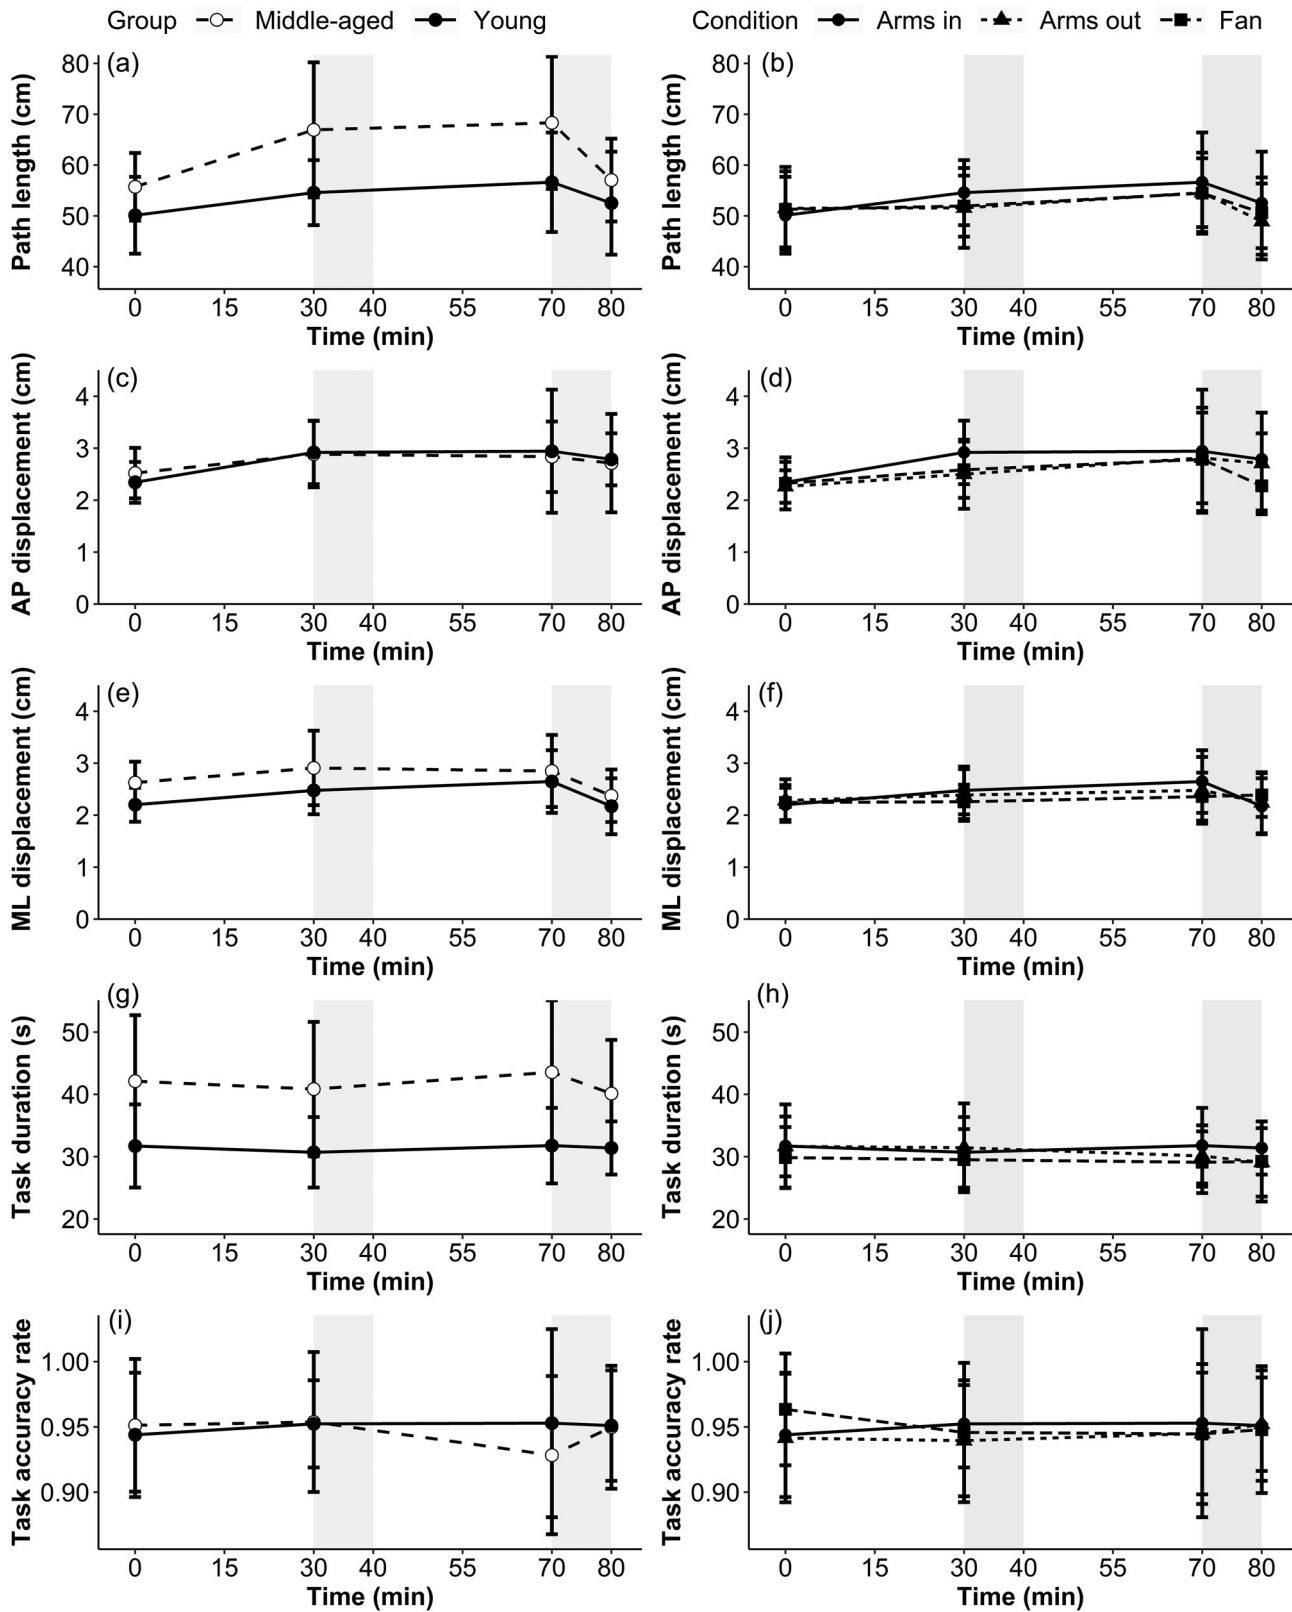 Group Middle-aged Young
Condition Arms in Arms out Fan
(a)
Path length (cm)
80
70
60
50
40
0 15 30 40 55 70 80
Time (min)
(b)
Path length (cm)
80
70
60
50
40
0 15 30 40 55 70 80
Time (min)
(c)
AP displacement (cm)
4
3
2
1
0
0 15 30 40 55 70 80
Time (min)
(d)
AP displacement (cm)
4
3
2
1
0
0 15 30 40 55 70 80
Time (min)
(e)
ML displacement (cm)
4
3
2
1
0
0 15 30 40 55 70 80
Time (min)
(f)
ML displacement (cm)
4
3
2
1
0
0 15 30 40 55 70 80
Time (min)
(g)
Task duration (s)
50
40
30
20
0 15 30 40 55 70 80
Time (min)
(h)
Task duration (s)
50
40
30
20
0 15 30 40 55 70 80
Time (min)
(i)
Task accuracy rate
1.00
0.95
0.90
0 15 30 40 55 70 80
Time (min)
(j)
Task accuracy rate
1.00
0.95
0.90
0 15 30 40 55 70 80
Time (min)